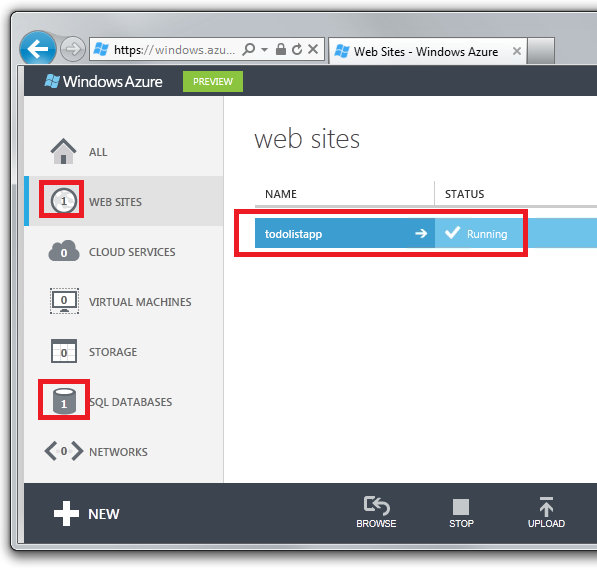 https://windows.azu...
Web Sites - Windows Azure
Windows Azure
PREVIEW
ALL
1
WEB SITES
0
CLOUD SERVICES
0
VIRTUAL MACHINES
0
STORAGE
1
SQL DATABASES
0
NETWORKS
web sites
NAME
STATUS
todolistapp
Running
NEW
BROWSE
STOP
UPLOAD